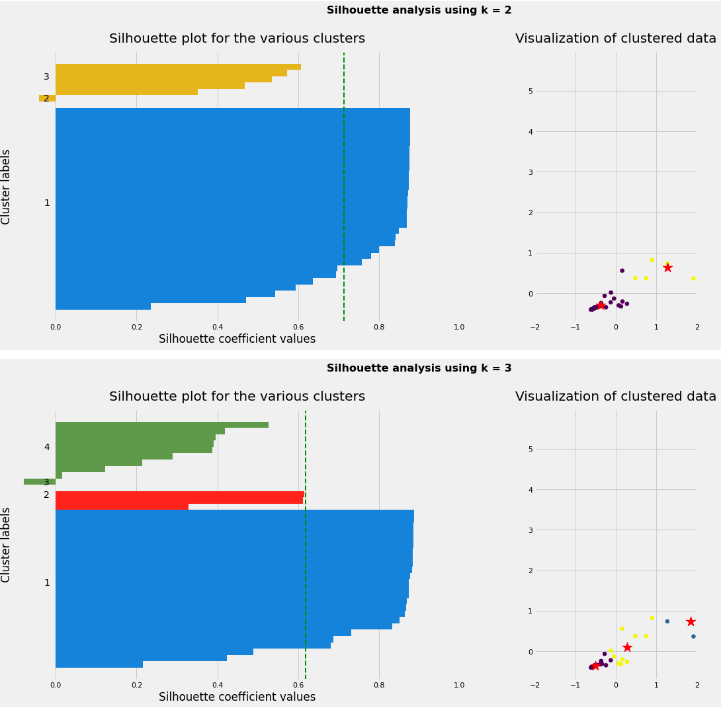 Silhouette analysis using k = 2
Silhouette plot for the various clusters
Visualization of clustered data
Cluster labels
3
2
1
0.0 0.2 0.4 0.6 0.8 1.0
Silhouette coefficient values
5
4
3
2
1
0
−2 −1 0 1 2
Silhouette analysis using k = 3
Silhouette plot for the various clusters
Visualization of clustered data
Cluster labels
4
3
2
1
0.0 0.2 0.4 0.6 0.8 1.0
Silhouette coefficient values
5
4
3
2
1
0
−2 −1 0 1 2